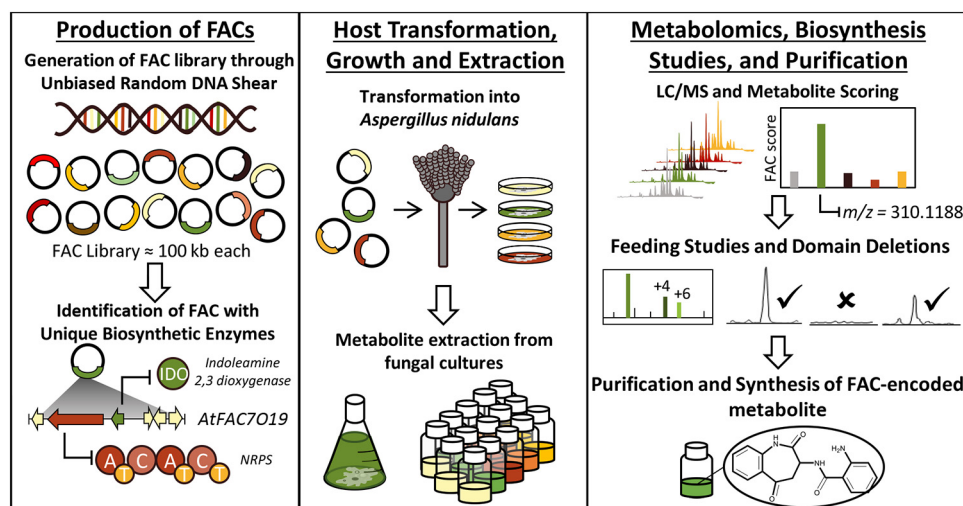 Production of FACs
Generation of FAC library through
Unbiased Random DNA Shear
FAC Library ≈ 100 kb each
Identification of FAC with
Unique Biosynthetic Enzymes
IDO
Indoleamine
2,3 dioxygenase
AtFAC7O19
A C A C
T T T
NRPS
Host Transformation,
Growth and Extraction
Transformation into
Aspergillus nidulans
Metabolite extraction from
fungal cultures
Metabolomics, Biosynthesis
Studies, and Purification
LC/MS and Metabolite Scoring
FAC score
m/z = 310.1188
Feeding Studies and Domain Deletions
+4
+6
Purification and Synthesis of FAC-encoded
metabolite
NH
O
H
N
H₂N
O
O